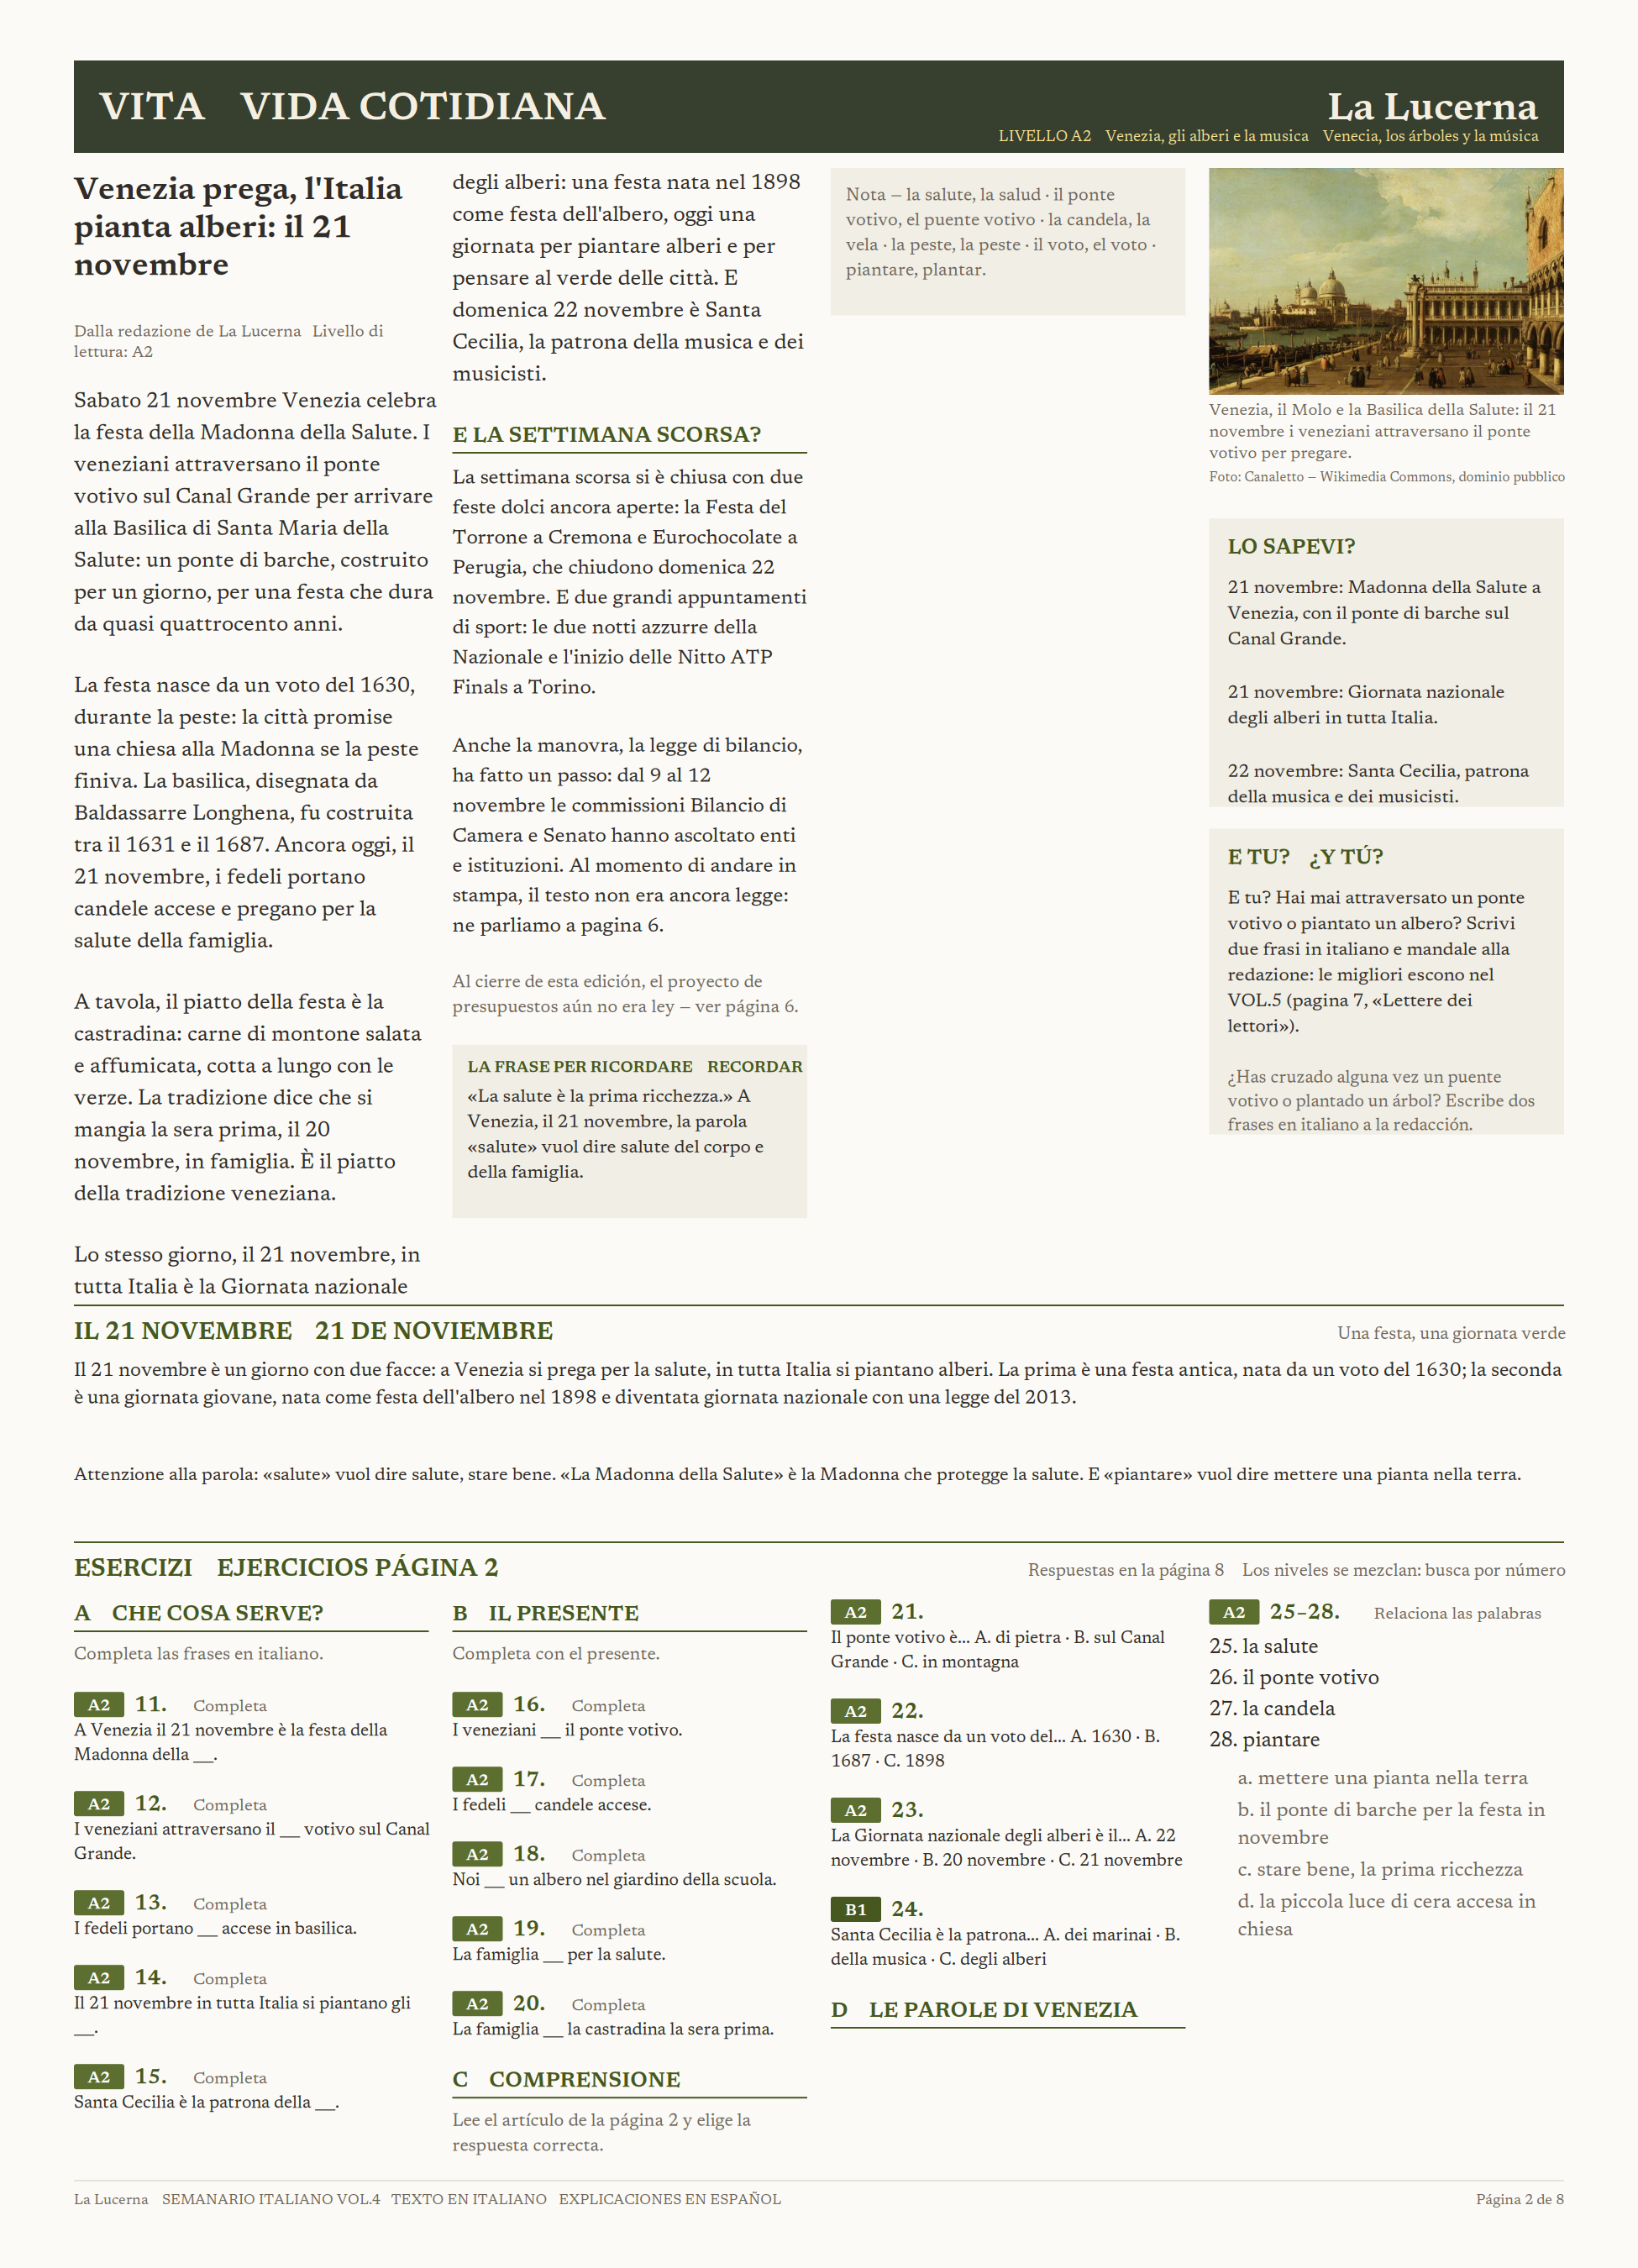 VITA VIDA COTIDIANA
La Lucerna
LIVELLO A2 Venezia, gli alberi e la musica Venecia, los árboles y la música
Venezia prega, l'Italia
pianta alberi: il 21
novembre
Dalla redazione de La Lucerna Livello di
lettura: A2
Sabato 21 novembre Venezia celebra
la festa della Madonna della Salute. I
veneziani attraversano il ponte
votivo sul Canal Grande per arrivare
alla Basilica di Santa Maria della
Salute: un ponte di barche, costruito
per un giorno, per una festa che dura
da quasi quattrocento anni.
La festa nasce da un voto del 1630,
durante la peste: la città promise
una chiesa alla Madonna se la peste
finiva. La basilica, disegnata da
Baldassarre Longhena, fu costruita
tra il 1631 e il 1687. Ancora oggi, il
21 novembre, i fedeli portano
candele accese e pregano per la
salute della famiglia.
A tavola, il piatto della festa è la
castradina: carne di montone salata
e affumicata, cotta a lungo con le
verze. La tradizione dice che si
mangia la sera prima, il 20
novembre, in famiglia. È il piatto
della tradizione veneziana.
Lo stesso giorno, il 21 novembre, in
tutta Italia è la Giornata nazionale
degli alberi: una festa nata nel 1898
come festa dell'albero, oggi una
giornata per piantare alberi e per
pensare al verde delle città. E
domenica 22 novembre è Santa
Cecilia, la patrona della musica e dei
musicisti.
E LA SETTIMANA SCORSA?
La settimana scorsa si è chiusa con due
feste dolci ancora aperte: la Festa del
Torrone a Cremona e Eurochocolate a
Perugia, che chiudono domenica 22
novembre. E due grandi appuntamenti
di sport: le due notti azzurre della
Nazionale e l'inizio delle Nitto ATP
Finals a Torino.
Anche la manovra, la legge di bilancio,
ha fatto un passo: dal 9 al 12
novembre le commissioni Bilancio di
Camera e Senato hanno ascoltato enti
e istituzioni. Al momento di andare in
stampa, il testo non era ancora legge:
ne parliamo a pagina 6.
Al cierre de esta edición, el proyecto de
presupuestos aún no era ley — ver página 6.
LA FRASE PER RICORDARE RECORDAR
«La salute è la prima ricchezza.» A
Venezia, il 21 novembre, la parola
«salute» vuol dire salute del corpo e
della famiglia.
Nota — la salute, la salud · il ponte
votivo, el puente votivo · la candela, la
vela · la peste, la peste · il voto, el voto ·
piantare, plantar.
Venezia, il Molo e la Basilica della Salute: il 21
novembre i veneziani attraversano il ponte
votivo per pregare.
Foto: Canaletto — Wikimedia Commons, dominio pubblico
LO SAPEVI?
21 novembre: Madonna della Salute a
Venezia, con il ponte di barche sul
Canal Grande.
21 novembre: Giornata nazionale
degli alberi in tutta Italia.
22 novembre: Santa Cecilia, patrona
della musica e dei musicisti.
E TU? ¿Y TÚ?
E tu? Hai mai attraversato un ponte
votivo o piantato un albero? Scrivi
due frasi in italiano e mandale alla
redazione: le migliori escono nel
VOL.5 (pagina 7, «Lettere dei
lettori»).
¿Has cruzado alguna vez un puente
votivo o plantado un árbol? Escribe dos
frases en italiano a la redacción.
IL 21 NOVEMBRE 21 DE NOVIEMBRE
Una festa, una giornata verde
Il 21 novembre è un giorno con due facce: a Venezia si prega per la salute, in tutta Italia si piantano alberi. La prima è una festa antica, nata da un voto del 1630; la seconda
è una giornata giovane, nata come festa dell'albero nel 1898 e diventata giornata nazionale con una legge del 2013.
Attenzione alla parola: «salute» vuol dire salute, stare bene. «La Madonna della Salute» è la Madonna che protegge la salute. E «piantare» vuol dire mettere una pianta nella terra.
ESERCIZI EJERCICIOS PÁGINA 2
Respuestas en la página 8 Los niveles se mezclan: busca por número
A CHE COSA SERVE?
Completa las frases en italiano.
A2 11. Completa
A Venezia il 21 novembre è la festa della
Madonna della __.
A2 12. Completa
I veneziani attraversano il __ votivo sul Canal
Grande.
A2 13. Completa
I fedeli portano __ accese in basilica.
A2 14. Completa
Il 21 novembre in tutta Italia si piantano gli
__.
A2 15. Completa
Santa Cecilia è la patrona della __.
B IL PRESENTE
Completa con el presente.
A2 16. Completa
I veneziani __ il ponte votivo.
A2 17. Completa
I fedeli __ candele accese.
A2 18. Completa
Noi __ un albero nel giardino della scuola.
A2 19. Completa
La famiglia __ per la salute.
A2 20. Completa
La famiglia __ la castradina la sera prima.
C COMPRENSIONE
Lee el artículo de la página 2 y elige la
respuesta correcta.
A2 21.
Il ponte votivo è... A. di pietra · B. sul Canal
Grande · C. in montagna
A2 22.
La festa nasce da un voto del... A. 1630 · B.
1687 · C. 1898
A2 23.
La Giornata nazionale degli alberi è il... A. 22
novembre · B. 20 novembre · C. 21 novembre
B1 24.
Santa Cecilia è la patrona... A. dei marinai · B.
della musica · C. degli alberi
D LE PAROLE DI VENEZIA
A2 25–28. Relaciona las palabras
25. la salute
26. il ponte votivo
27. la candela
28. piantare
a. mettere una pianta nella terra
b. il ponte di barche per la festa in
novembre
c. stare bene, la prima ricchezza
d. la piccola luce di cera accesa in
chiesa
La Lucerna SEMANARIO ITALIANO VOL.4 TEXTO EN ITALIANO EXPLICACIONES EN ESPAÑOL
Página 2 de 8